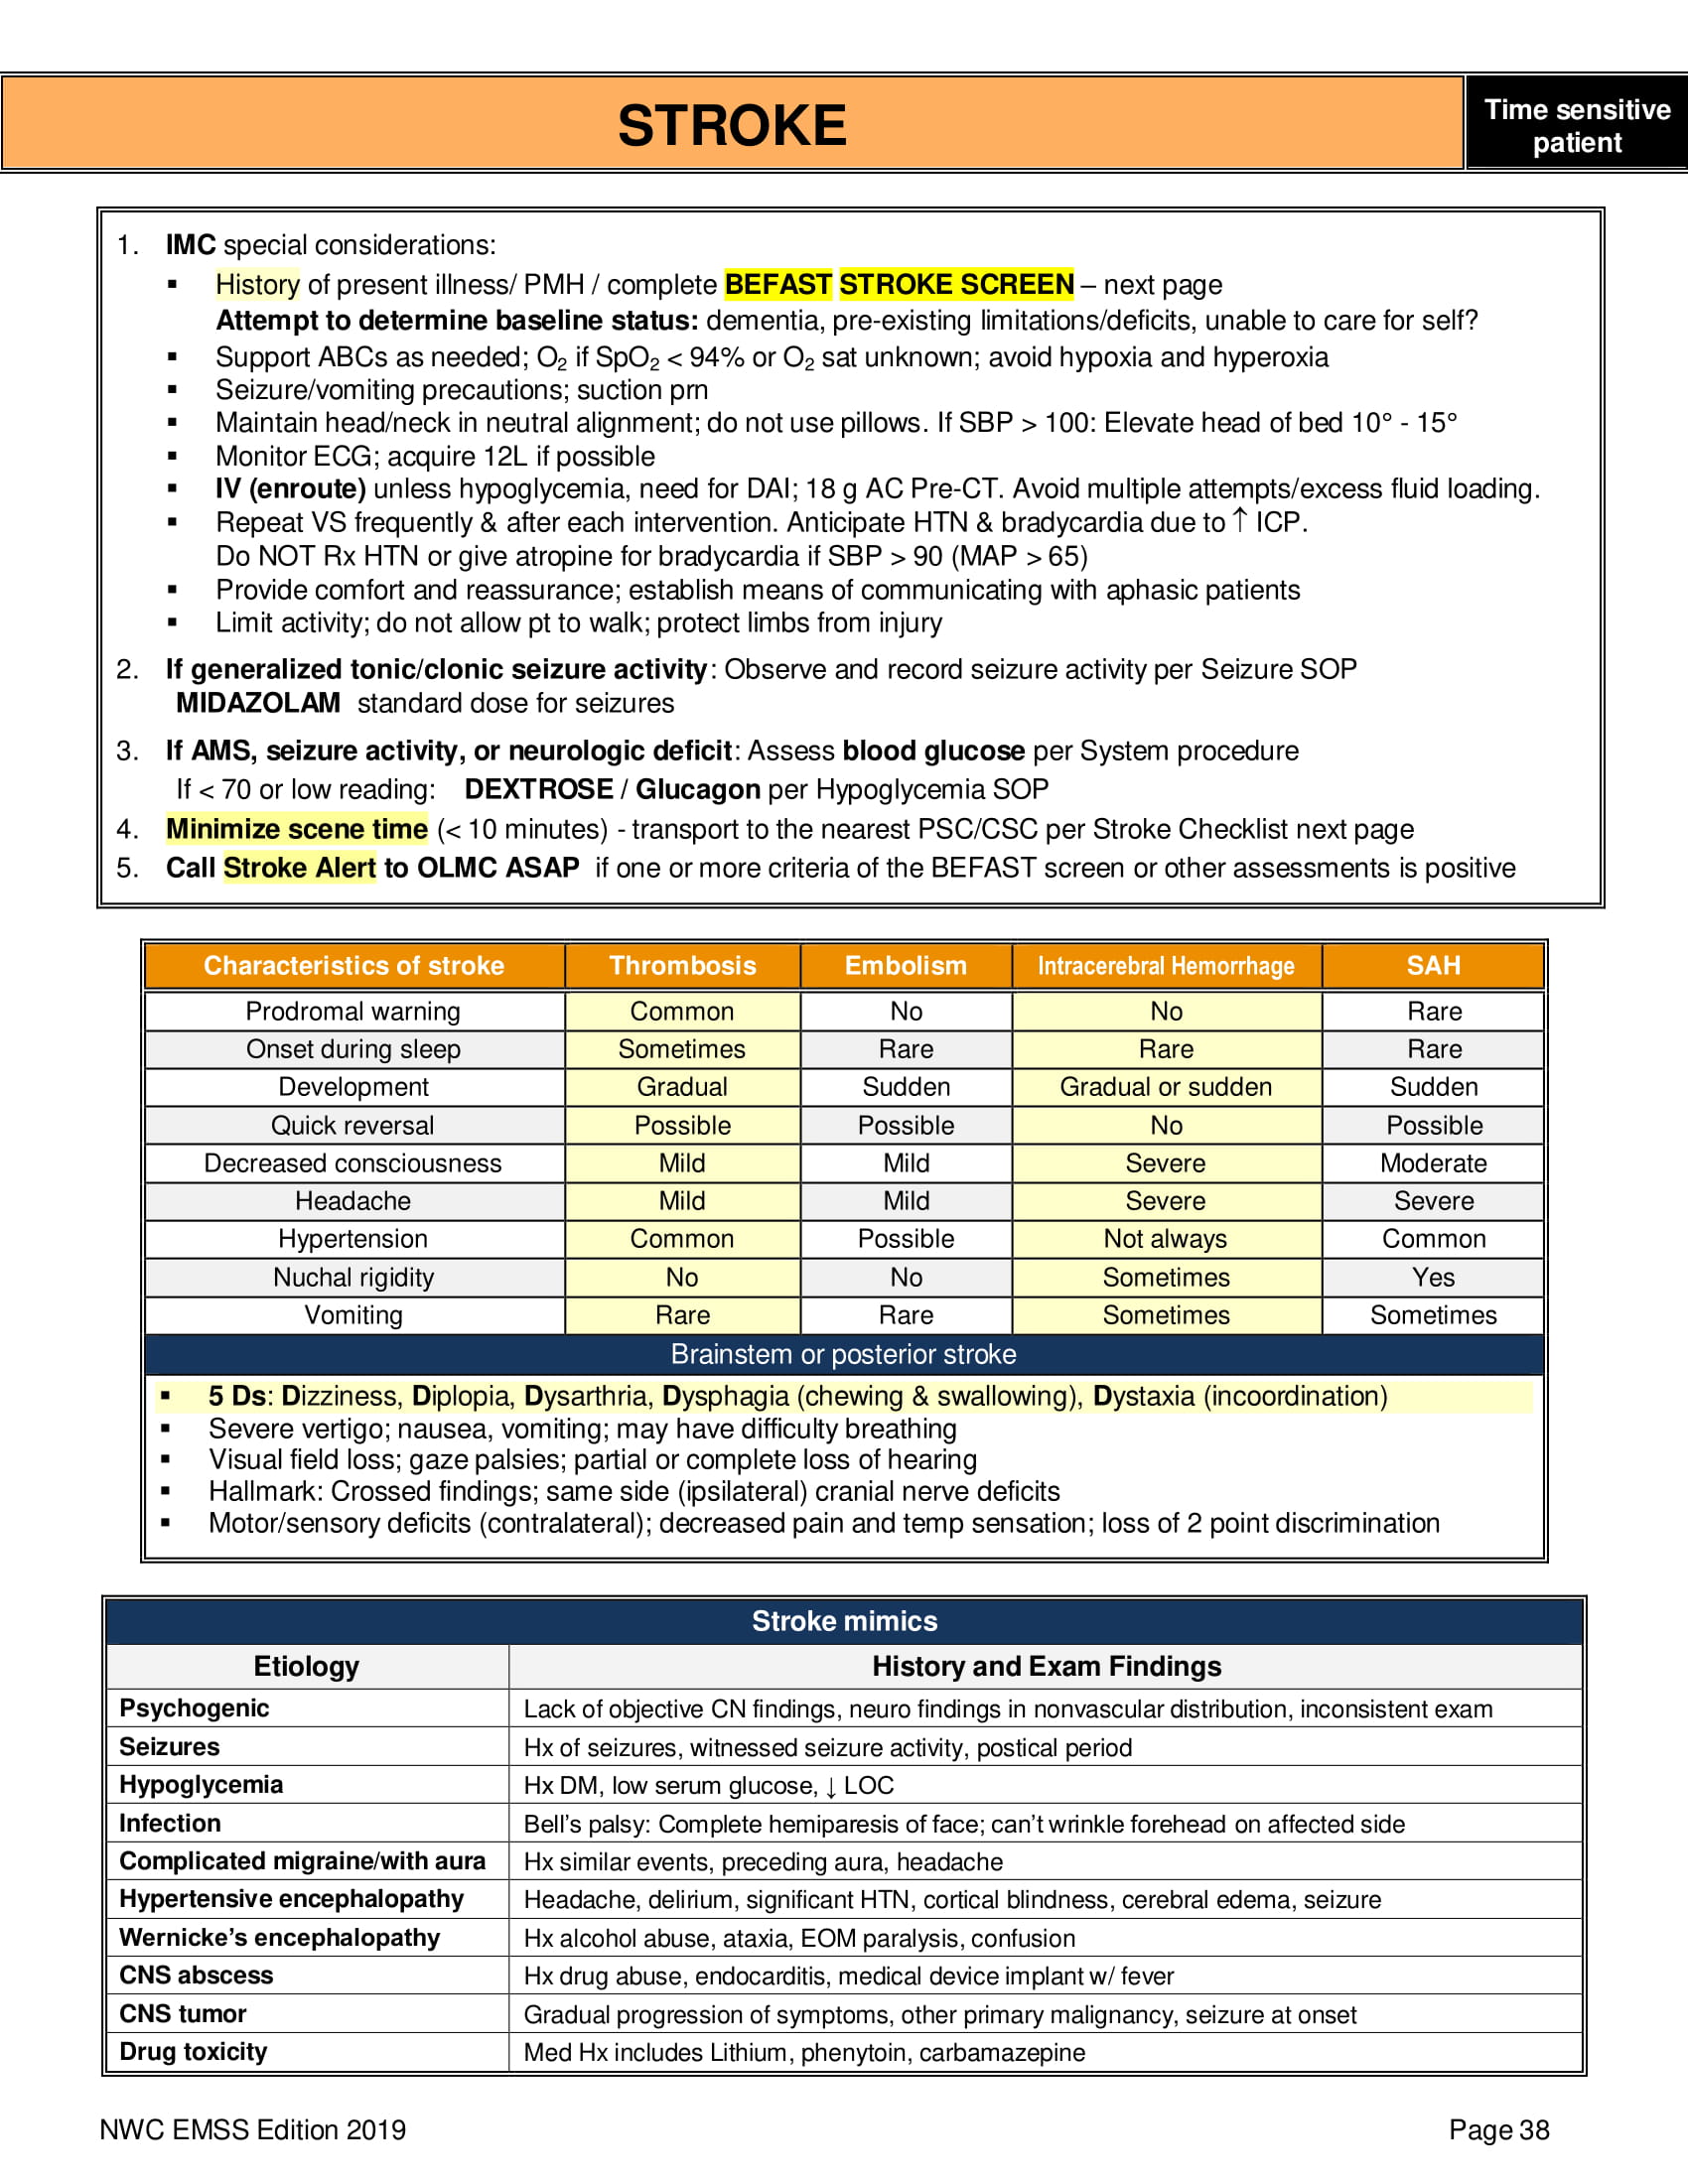 STROKE
Time sensitive
patient
1. IMC special considerations:
▪ History of present illness/ PMH / complete BEFAST STROKE SCREEN – next page
Attempt to determine baseline status: dementia, pre-existing limitations/deficits, unable to care for self?
▪ Support ABCs as needed; O₂ if SpO₂ < 94% or O₂ sat unknown; avoid hypoxia and hyperoxia
▪ Seizure/vomiting precautions; suction prn
▪ Maintain head/neck in neutral alignment; do not use pillows. If SBP > 100: Elevate head of bed 10° - 15°
▪ Monitor ECG; acquire 12L if possible
▪ IV (enroute) unless hypoglycemia, need for DAI; 18 g AC Pre-CT. Avoid multiple attempts/excess fluid loading.
▪ Repeat VS frequently & after each intervention. Anticipate HTN & bradycardia due to ↑ ICP.
Do NOT Rx HTN or give atropine for bradycardia if SBP > 90 (MAP > 65)
▪ Provide comfort and reassurance; establish means of communicating with aphasic patients
▪ Limit activity; do not allow pt to walk; protect limbs from injury
2. If generalized tonic/clonic seizure activity: Observe and record seizure activity per Seizure SOP
MIDAZOLAM standard dose for seizures
3. If AMS, seizure activity, or neurologic deficit: Assess blood glucose per System procedure
If < 70 or low reading: DEXTROSE / Glucagon per Hypoglycemia SOP
4. Minimize scene time (< 10 minutes) - transport to the nearest PSC/CSC per Stroke Checklist next page
5. Call Stroke Alert to OLMC ASAP if one or more criteria of the BEFAST screen or other assessments is positive
Characteristics of stroke Thrombosis Embolism Intracerebral Hemorrhage SAH
Prodromal warning Common No No Rare
Onset during sleep Sometimes Rare Rare Rare
Development Gradual Sudden Gradual or sudden Sudden
Quick reversal Possible Possible No Possible
Decreased consciousness Mild Mild Severe Moderate
Headache Mild Mild Severe Severe
Hypertension Common Possible Not always Common
Nuchal rigidity No No Sometimes Yes
Vomiting Rare Rare Sometimes Sometimes
Brainstem or posterior stroke
▪ 5 Ds: Dizziness, Diplopia, Dysarthria, Dysphagia (chewing & swallowing), Dystaxia (incoordination)
▪ Severe vertigo; nausea, vomiting; may have difficulty breathing
▪ Visual field loss; gaze palsies; partial or complete loss of hearing
▪ Hallmark: Crossed findings; same side (ipsilateral) cranial nerve deficits
▪ Motor/sensory deficits (contralateral); decreased pain and temp sensation; loss of 2 point discrimination
Stroke mimics
Etiology History and Exam Findings
Psychogenic Lack of objective CN findings, neuro findings in nonvascular distribution, inconsistent exam
Seizures Hx of seizures, witnessed seizure activity, postical period
Hypoglycemia Hx DM, low serum glucose, ↓ LOC
Infection Bell’s palsy: Complete hemiparesis of face; can’t wrinkle forehead on affected side
Complicated migraine/with aura Hx similar events, preceding aura, headache
Hypertensive encephalopathy Headache, delirium, significant HTN, cortical blindness, cerebral edema, seizure
Wernicke’s encephalopathy Hx alcohol abuse, ataxia, EOM paralysis, confusion
CNS abscess Hx drug abuse, endocarditis, medical device implant w/ fever
CNS tumor Gradual progression of symptoms, other primary malignancy, seizure at onset
Drug toxicity Med Hx includes Lithium, phenytoin, carbamazepine
NWC EMSS Edition 2019 Page 38